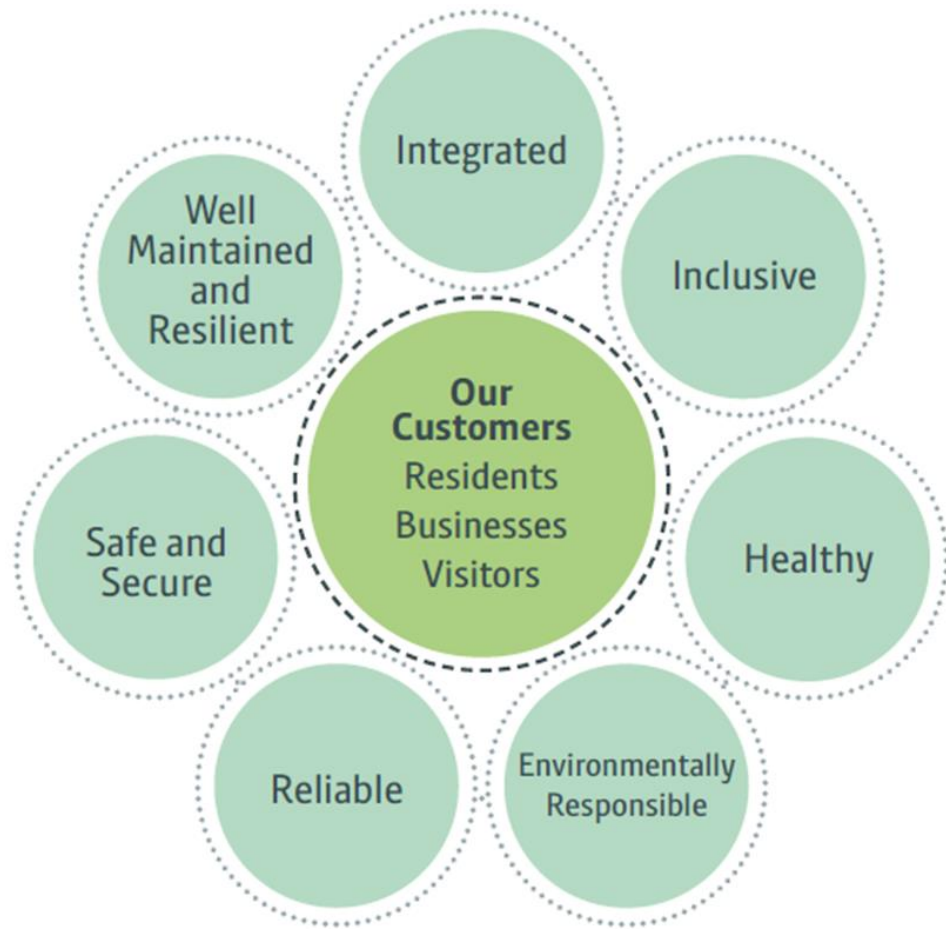 Integrated
Well
Maintained
and
Resilient
Inclusive
Our
Customers
Residents
Businesses
Visitors
Safe and
Secure
Healthy
Reliable
Environmentally
Responsible